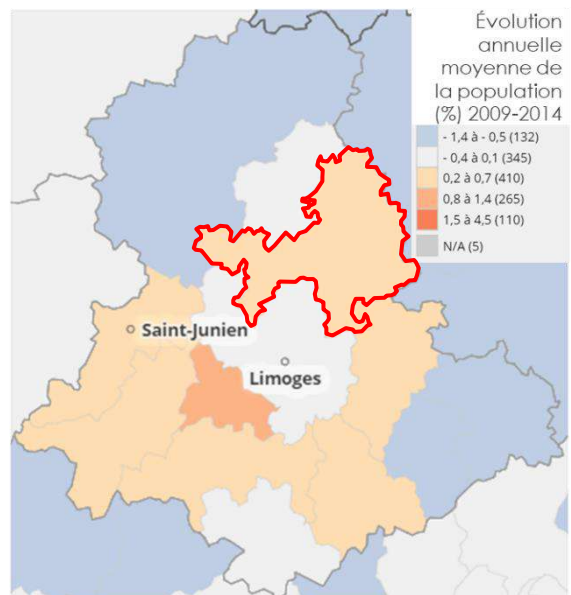 Évolution
annuelle
moyenne de
la population
(%) 2009-2014
- 1,4 à - 0,5 (132)
- 0,4 à 0,1 (345)
0,2 à 0,7 (410)
0,8 à 1,4 (265)
1,5 à 4,5 (110)
N/A (5)
Saint-Junien
Limoges